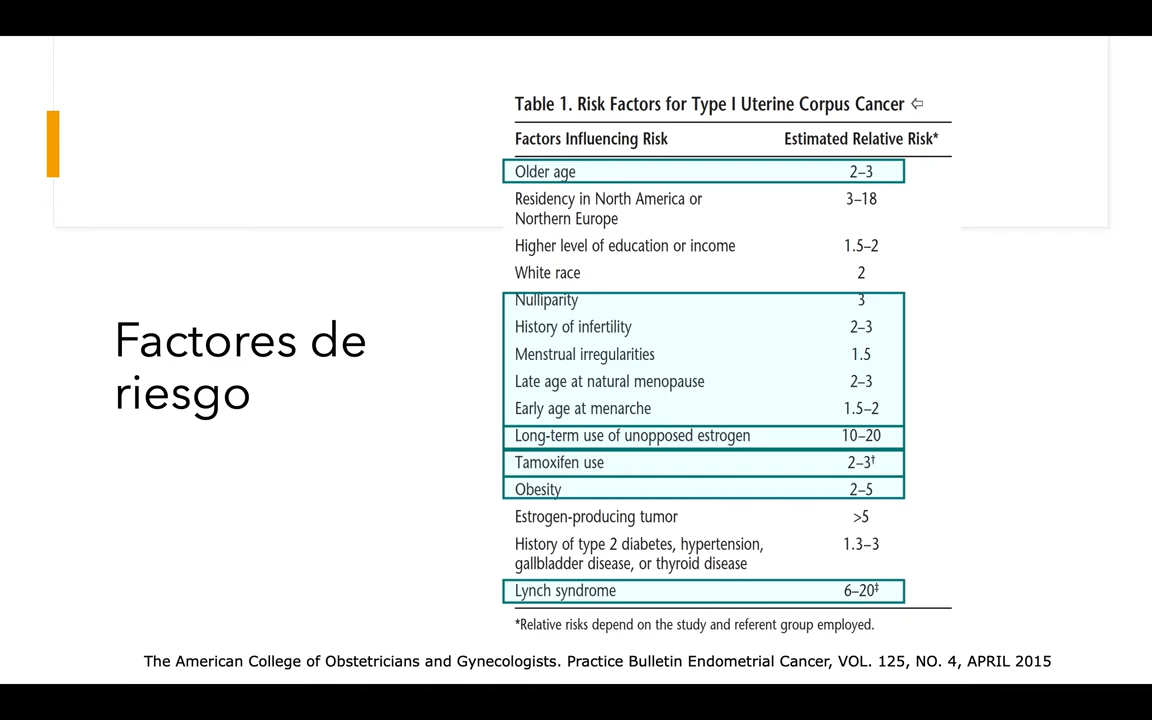 Factores de
riesgo
Table 1. Risk Factors for Type I Uterine Corpus Cancer ⇦
Factors Influencing Risk Estimated Relative Risk*
Older age 2–3
Residency in North America or 3–18
Northern Europe
Higher level of education or income 1.5–2
White race 2
Nulliparity 3
History of infertility 2–3
Menstrual irregularities 1.5
Late age at natural menopause 2–3
Early age at menarche 1.5–2
Long-term use of unopposed estrogen 10–20
Tamoxifen use 2–3†
Obesity 2–5
Estrogen-producing tumor >5
History of type 2 diabetes, hypertension, 1.3–3
gallbladder disease, or thyroid disease
Lynch syndrome 6–20‡
*Relative risks depend on the study and referent group employed.
The American College of Obstetricians and Gynecologists. Practice Bulletin Endometrial Cancer, VOL. 125, NO. 4, APRIL 2015